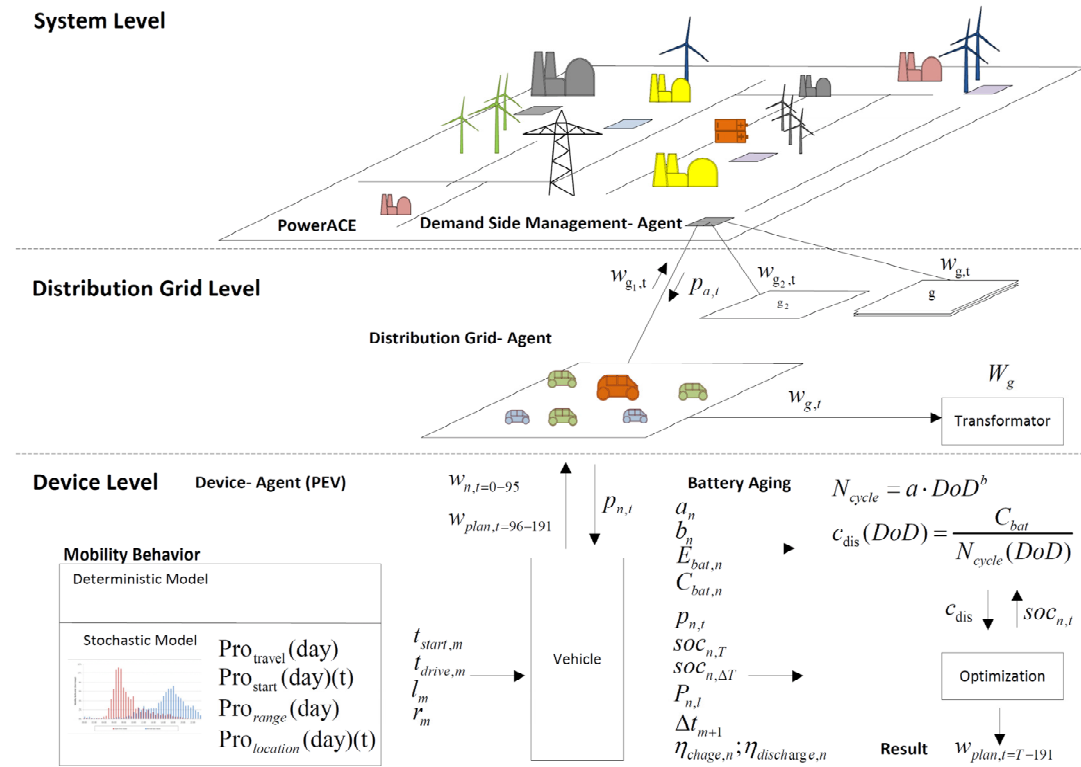 System Level
PowerACE
Demand Side Management- Agent
Distribution Grid Level
w_{g_1,t}
p_{a,t}
w_{g_2,t}
w_{g,t}
g_2
g
Distribution Grid- Agent
w_{g,t}
W_g
Transformator
Device Level
Device- Agent (PEV)
w_{n,t=0-95}
w_{plan,t=96-191}
p_{n,t}
Mobility Behavior
Deterministic Model
Stochastic Model
Pro_{travel}(day)
Pro_{start}(day)(t)
Pro_{range}(day)
Pro_{location}(day)(t)
t_{start,m}
t_{drive,m}
l_m
r_m
Vehicle
Battery Aging
a_n
b_n
E_{bat,n}
C_{bat,n}
p_{n,t}
soc_{n,T}
soc_{n,ΔT}
P_{n,l}
Δt_{m+1}
η_{chage,n};η_{discharge,n}
N_{cycle} = a · DoD^b
c_{dis}(DoD) = C_{bat} / N_{cycle}(DoD)
c_{dis}
soc_{n,t}
Optimization
Result
w_{plan,t=T-191}